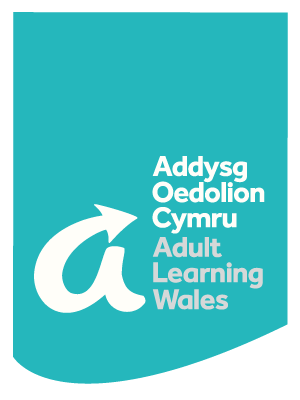 Addysg
Oedolion
Cymru
Adult
Learning
Wales